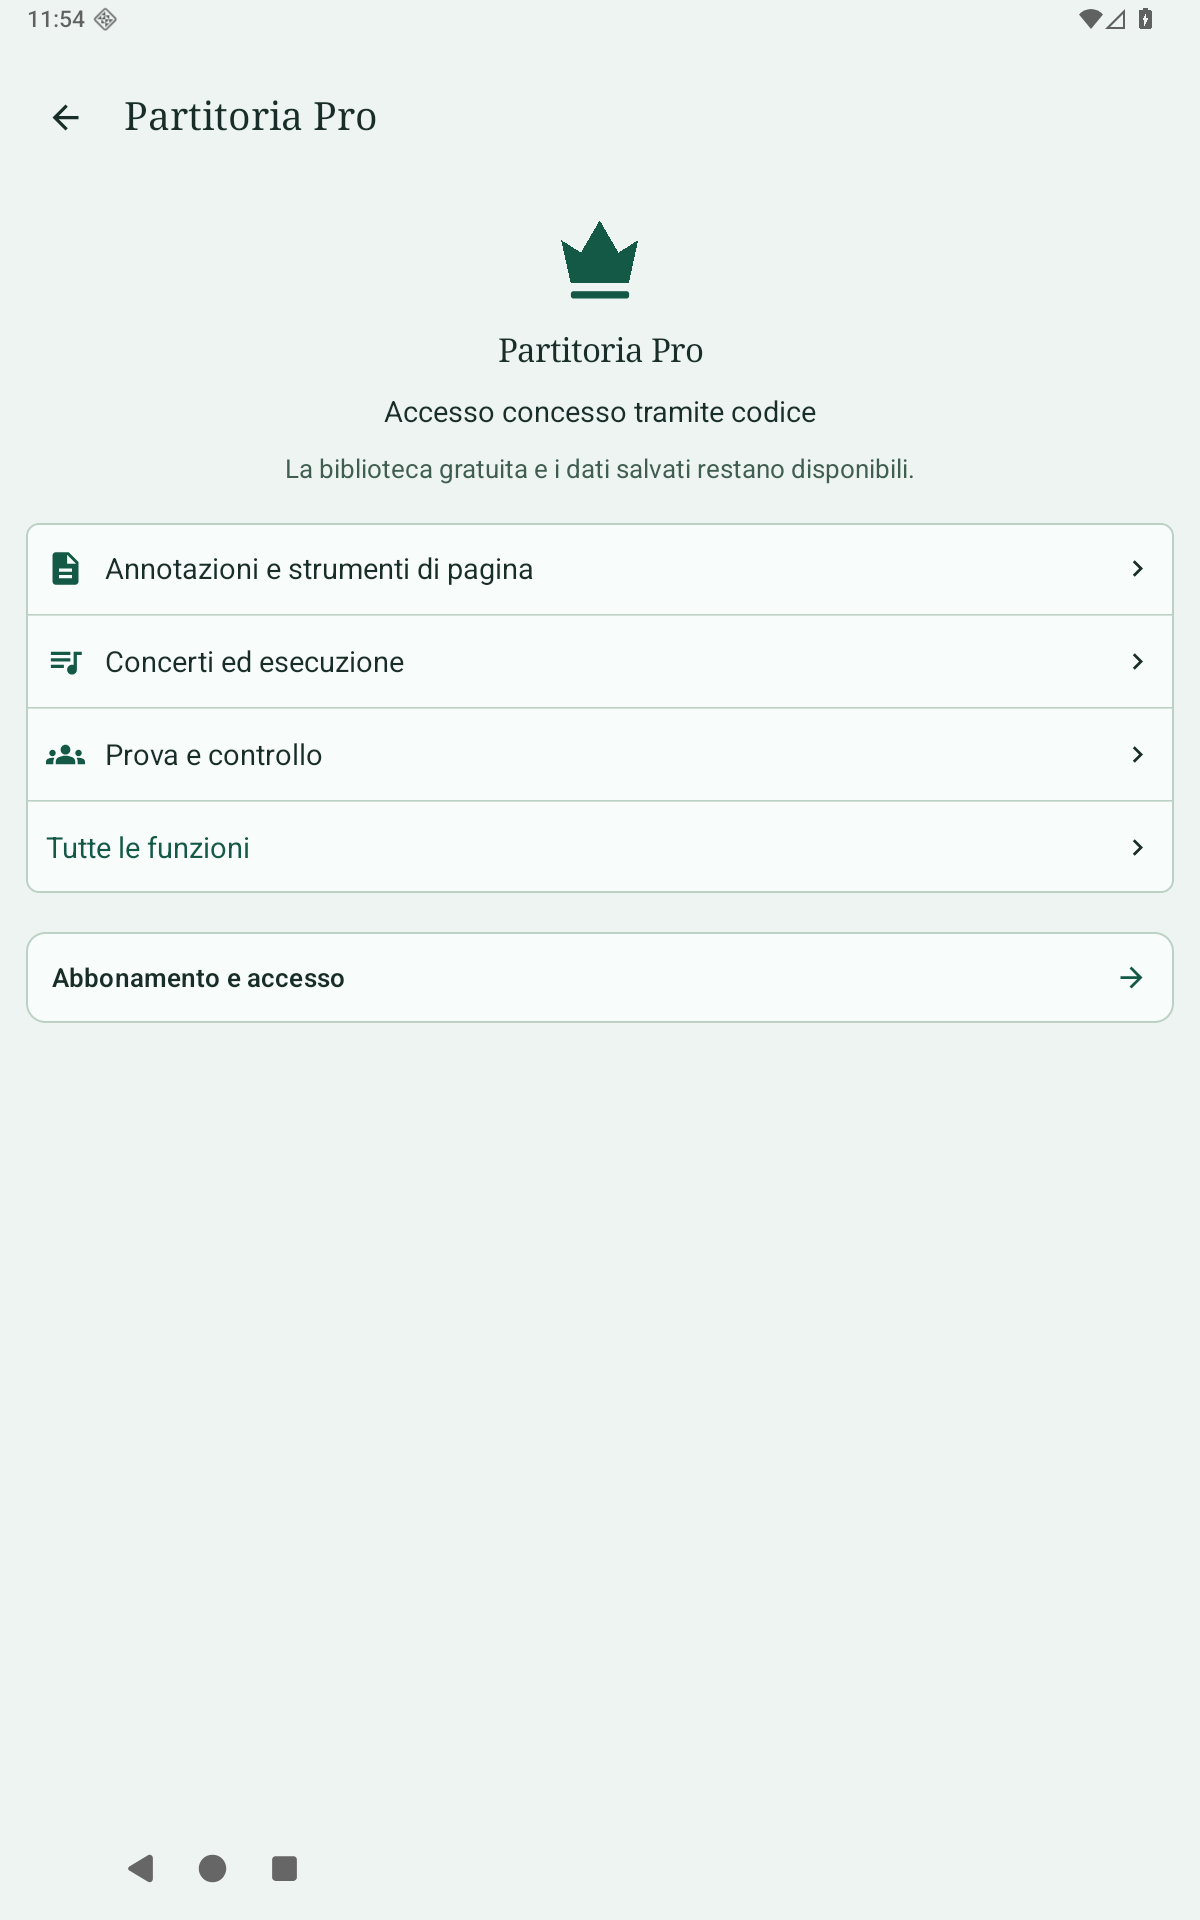 11:54
Partitoria Pro
Partitoria Pro
Accesso concesso tramite codice
La biblioteca gratuita e i dati salvati restano disponibili.
Annotazioni e strumenti di pagina
Concerti ed esecuzione
Prova e controllo
Tutte le funzioni
Abbonamento e accesso